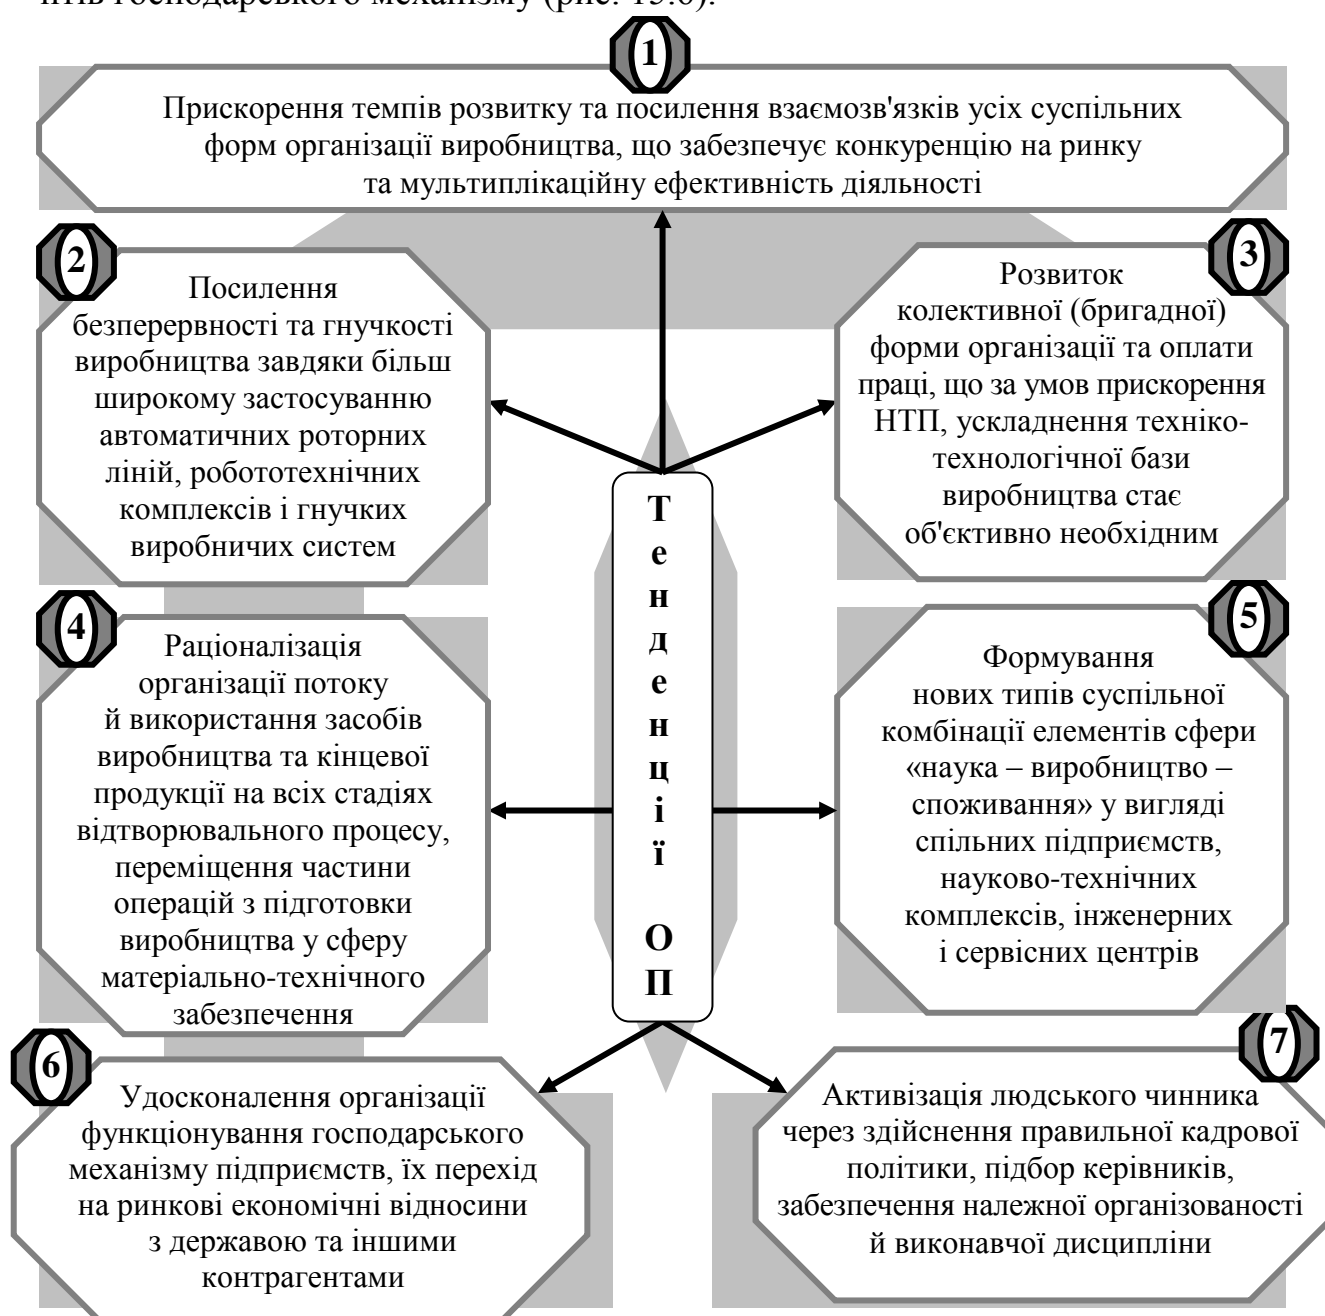 нтів господарського механізму (рис. 15.6).
1
Прискорення темпів розвитку та посилення взаємозв'язків усіх суспільних
форм організації виробництва, що забезпечує конкуренцію на ринку
та мультиплікаційну ефективність діяльності
2
Посилення
безперервності та гнучкості
виробництва завдяки більш
широкому застосуванню
автоматичних роторних
ліній, робототехнічних
комплексів і гнучких
виробничих систем
3
Розвиток
колективної (бригадної)
форми організації та оплати
праці, що за умов прискорення
НТП, ускладнення техніко-
технологічної бази
виробництва стає
об'єктивно необхідним
Т
е
н
д
е
н
ц
і
ї
О
П
4
Раціоналізація
організації потоку
й використання засобів
виробництва та кінцевої
продукції на всіх стадіях
відтворювального процесу,
переміщення частини
операцій з підготовки
виробництва у сферу
матеріально-технічного
забезпечення
5
Формування
нових типів суспільної
комбінації елементів сфери
«наука – виробництво –
споживання» у вигляді
спільних підприємств,
науково-технічних
комплексів, інженерних
і сервісних центрів
6
Удосконалення організації
функціонування господарського
механізму підприємств, їх перехід
на ринкові економічні відносини
з державою та іншими
контрагентами
7
Активізація людського чинника
через здійснення правильної кадрової
політики, підбор керівників,
забезпечення належної організованості
й виконавчої дисципліни